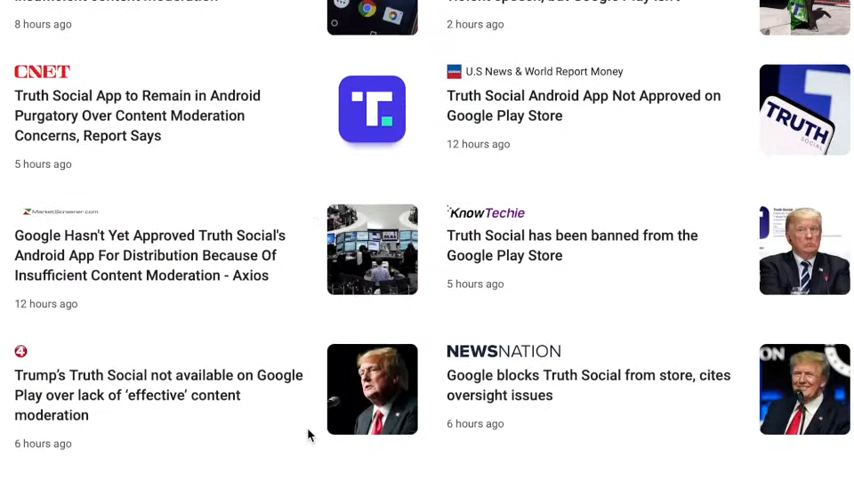 8 hours ago
2 hours ago
CNET
Truth Social App to Remain in Android
Purgatory Over Content Moderation
Concerns, Report Says
5 hours ago
T.
U.S News & World Report Money
Truth Social Android App Not Approved on
Google Play Store
12 hours ago
TRUTH
SOCIAL
MarketScreener.com
Google Hasn't Yet Approved Truth Social's
Android App For Distribution Because Of
Insufficient Content Moderation - Axios
12 hours ago
KnowTechie
Truth Social has been banned from the
Google Play Store
5 hours ago
4
Trump's Truth Social not available on Google
Play over lack of ‘effective’ content
moderation
6 hours ago
NEWSNATION
Google blocks Truth Social from store, cites
oversight issues
6 hours ago
ON